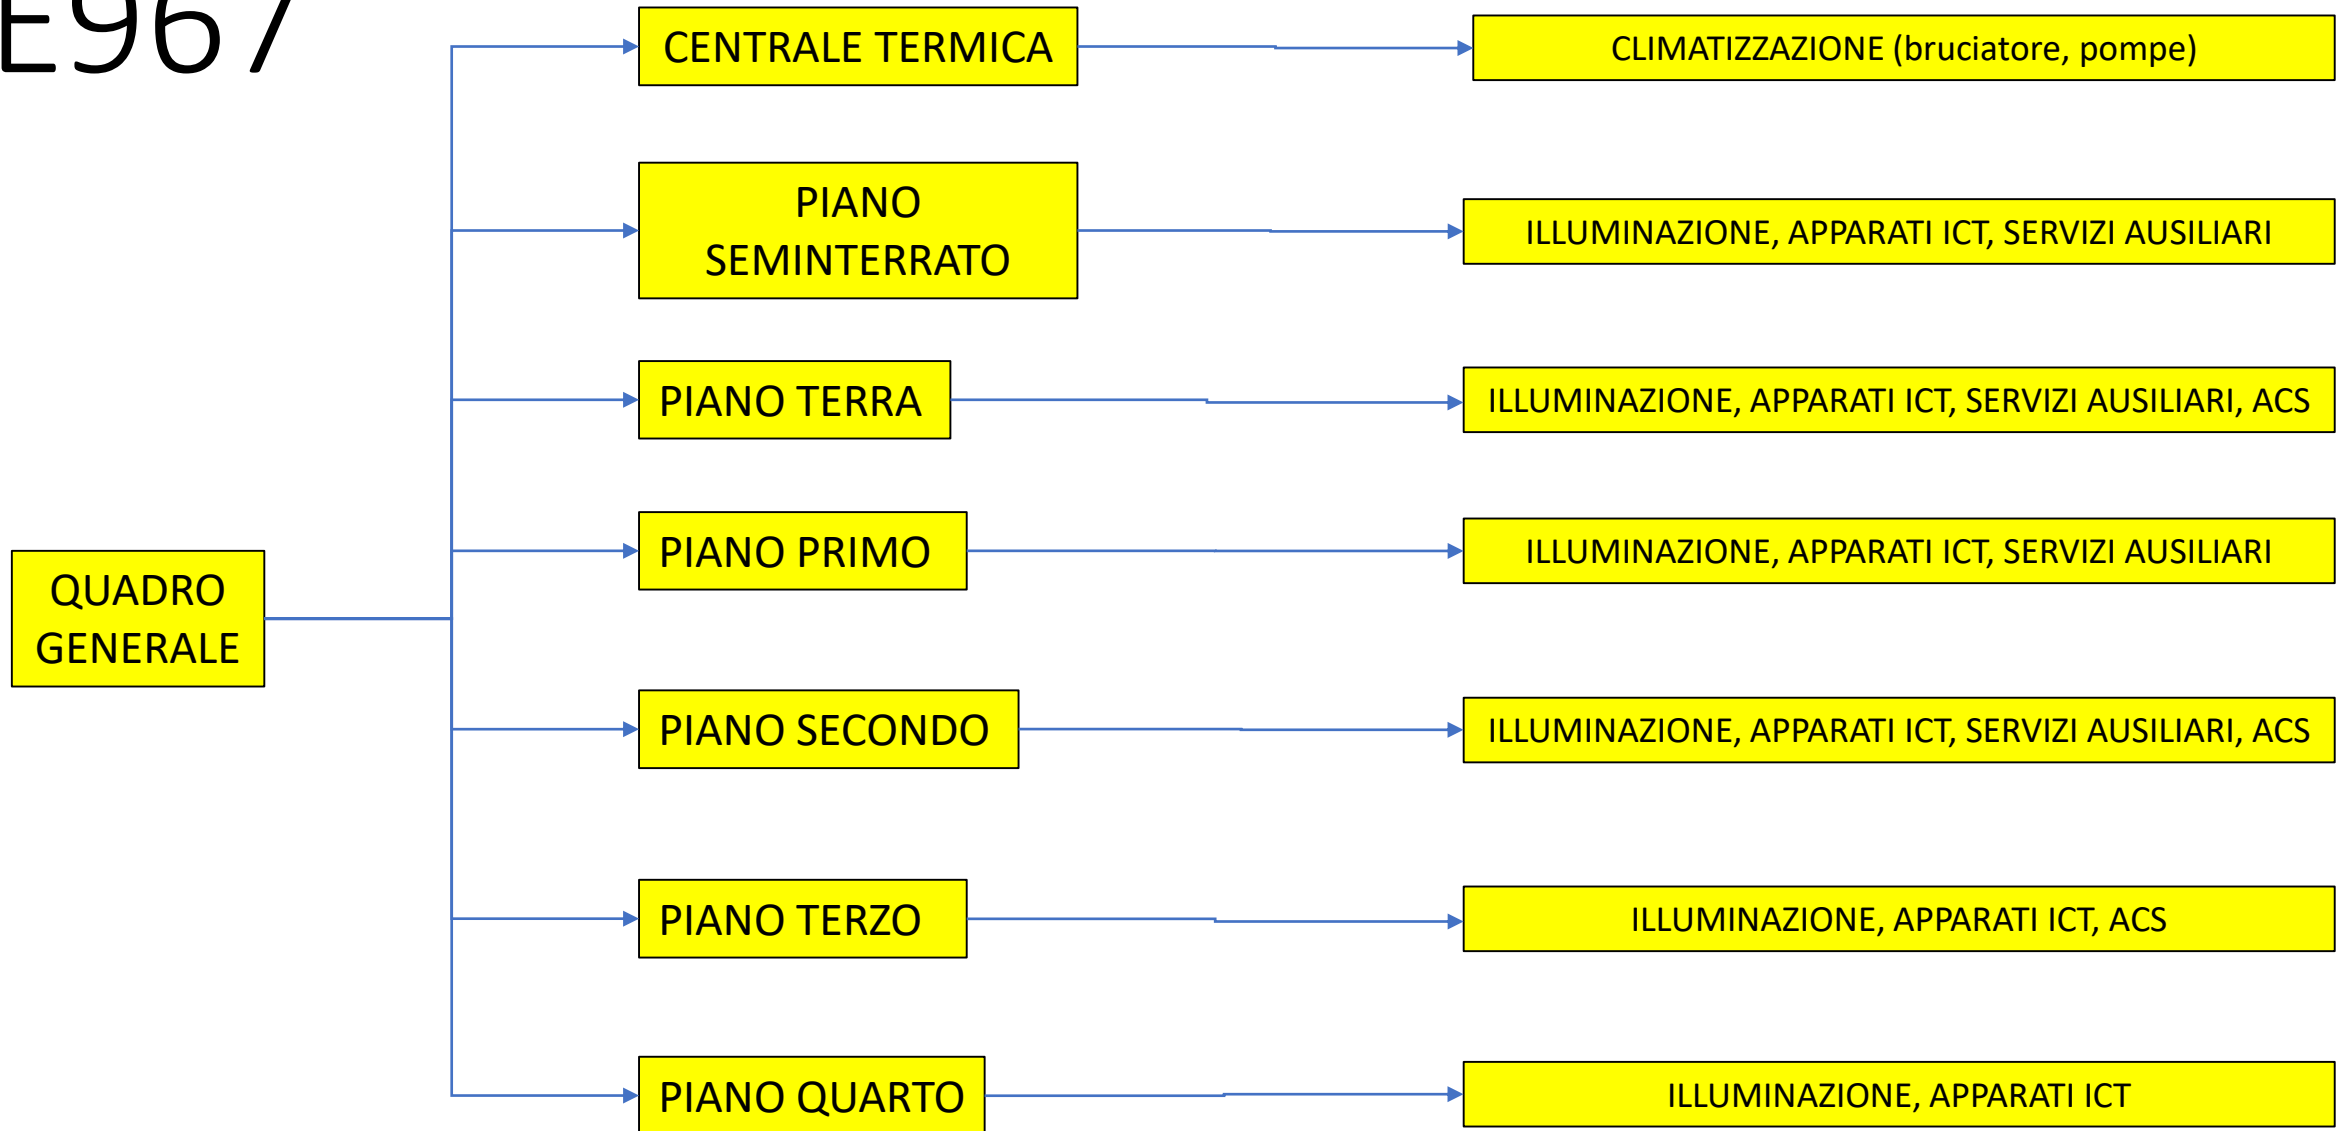 E967
CENTRALE TERMICA
CLIMATIZZAZIONE (bruciatore, pompe)
PIANO
SEMINTERRATO
ILLUMINAZIONE, APPARATI ICT, SERVIZI AUSILIARI
PIANO TERRA
ILLUMINAZIONE, APPARATI ICT, SERVIZI AUSILIARI, ACS
PIANO PRIMO
ILLUMINAZIONE, APPARATI ICT, SERVIZI AUSILIARI
QUADRO
GENERALE
PIANO SECONDO
ILLUMINAZIONE, APPARATI ICT, SERVIZI AUSILIARI, ACS
PIANO TERZO
ILLUMINAZIONE, APPARATI ICT, ACS
PIANO QUARTO
ILLUMINAZIONE, APPARATI ICT